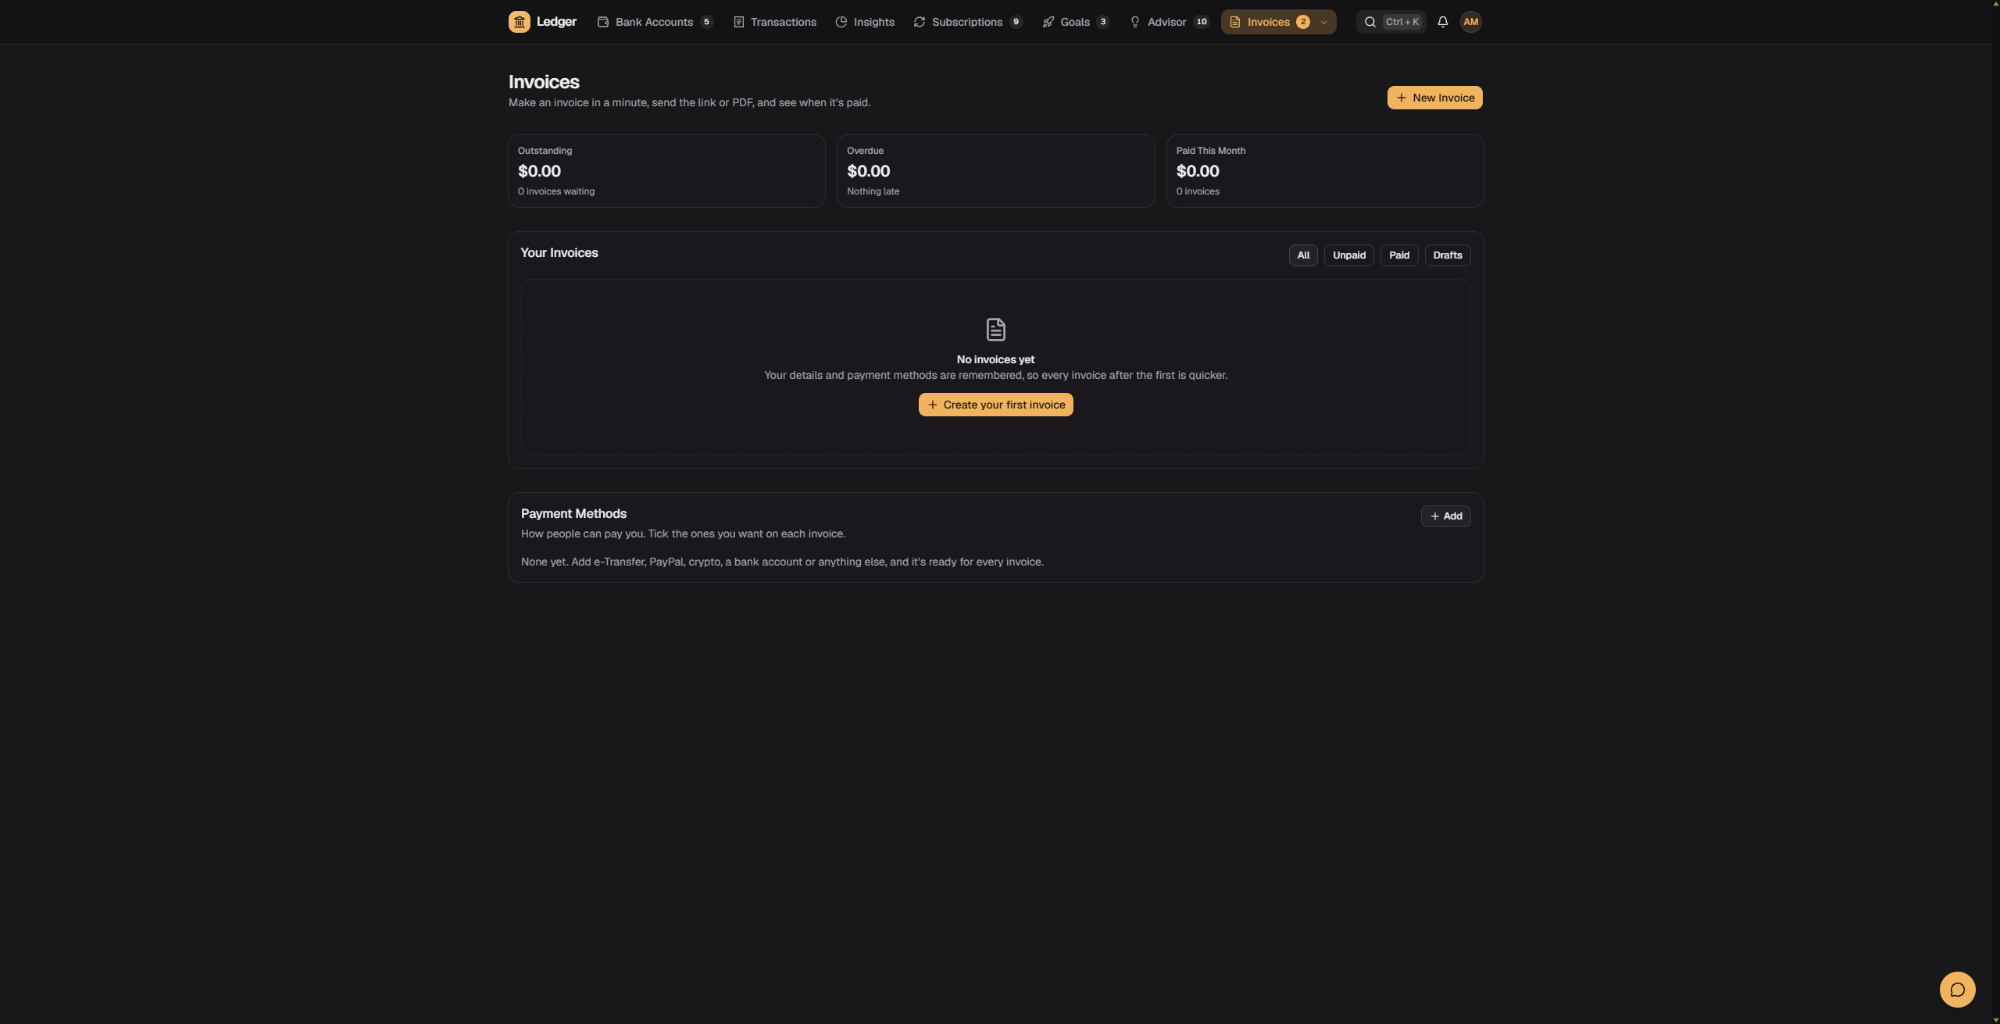 Ledger Bank Accounts 5 Transactions Insights Subscriptions 9 Goals 3 Advisor 10 Invoices 2 Ctrl + K AM
Invoices
Make an invoice in a minute, send the link or PDF, and see when it's paid.
+ New Invoice
Outstanding
$0.00
0 invoices waiting
Overdue
$0.00
Nothing late
Paid This Month
$0.00
0 invoices
Your Invoices
All Unpaid Paid Drafts
No invoices yet
Your details and payment methods are remembered, so every invoice after the first is quicker.
+ Create your first invoice
Payment Methods
+ Add
How people can pay you. Tick the ones you want on each invoice.
None yet. Add e-Transfer, PayPal, crypto, a bank account or anything else, and it's ready for every invoice.